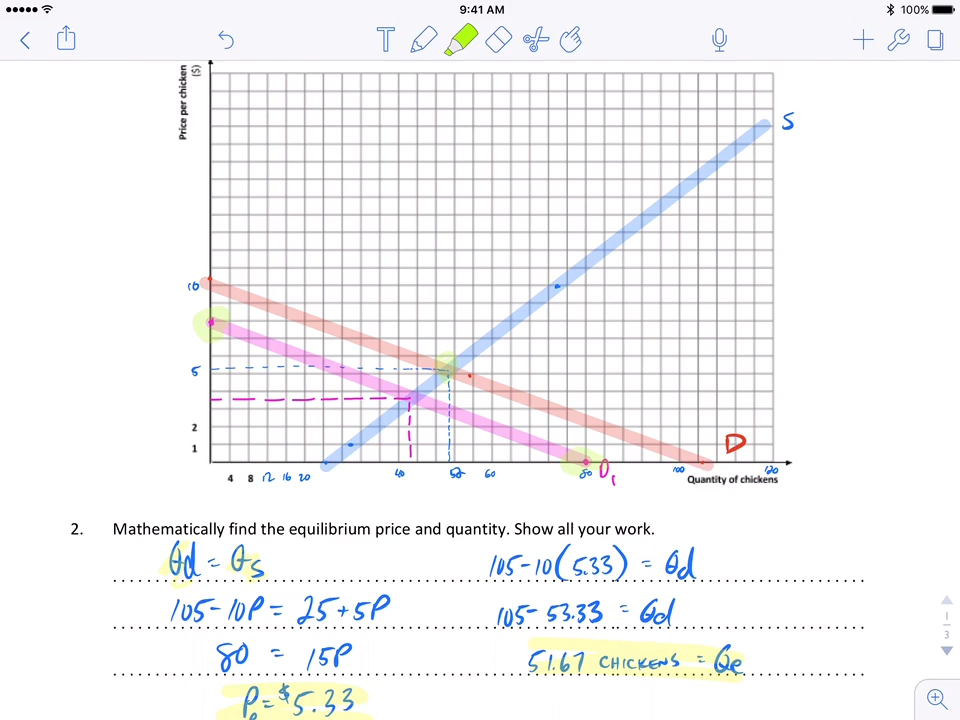 9:41 AM
100%
T
Price per chicken
($)
S
10
5
2
1
D
4 8 12 16 20 40 52 60 80 D1 100 120
Quantity of chickens
2. Mathematically find the equilibrium price and quantity. Show all your work.
Qd = Qs
105-10P = 25+5P
80 = 15P
Pe = $5.33
105-10(5.33) = Qd
105-53.33 = Qd
51.67 CHICKENS = Qe
1
3